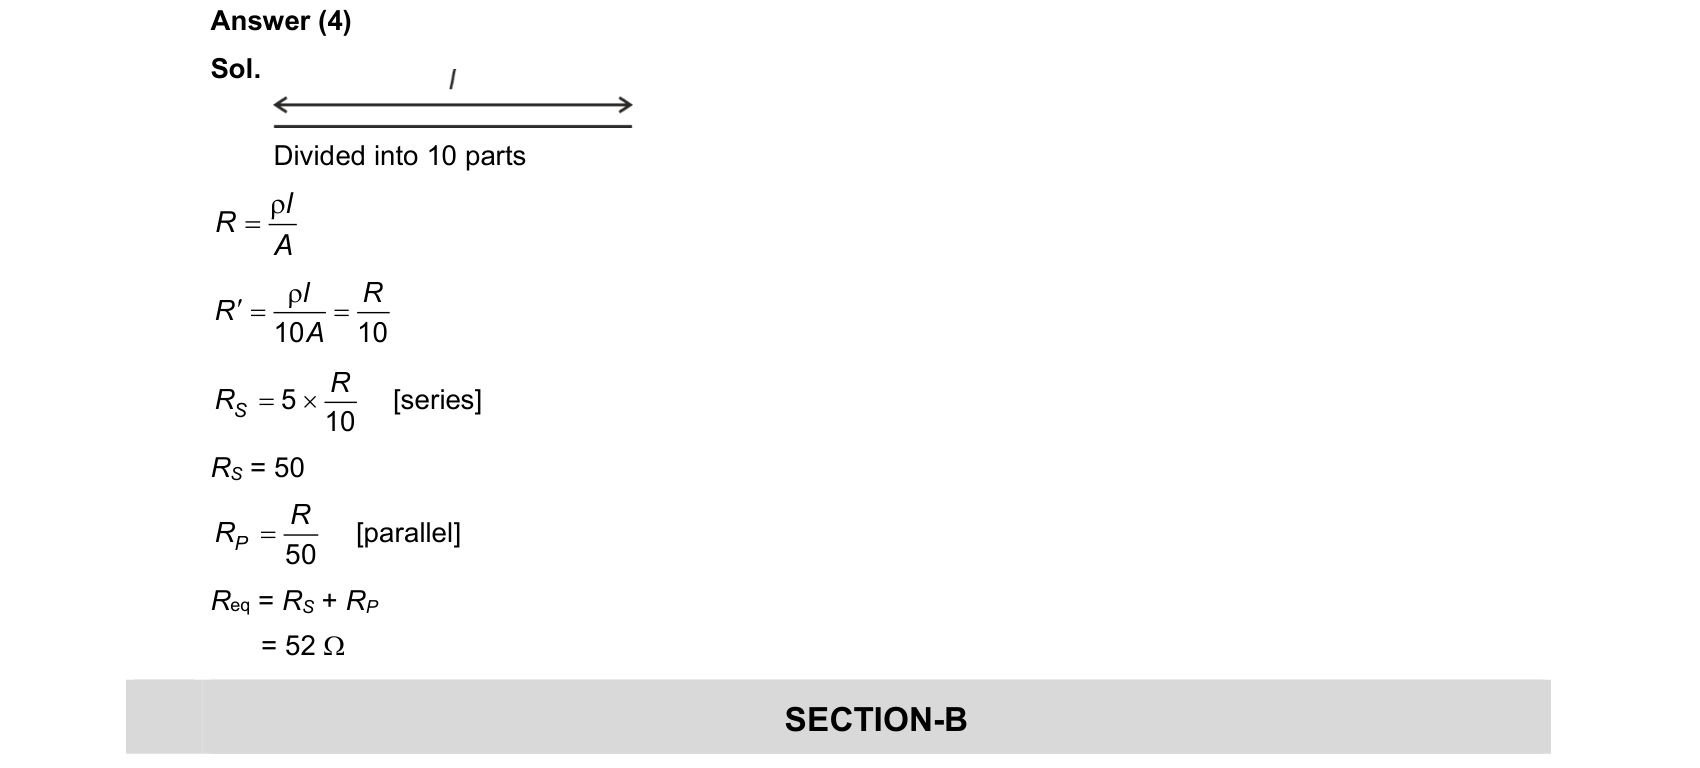 Answer (4)
Sol.
l
Divided into 10 parts
R = ρl/A
R′ = ρl/10A = R/10
R_S = 5 × R/10 [series]
R_S = 50
R_P = R/50 [parallel]
R_eq = R_S + R_P
= 52 Ω
SECTION-B